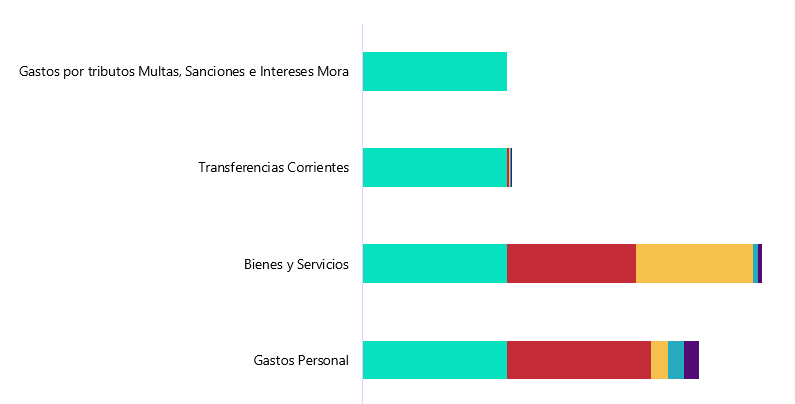 Gastos por tributos Multas, Sanciones e Intereses Mora
Transferencias Corrientes
Bienes y Servicios
Gastos Personal